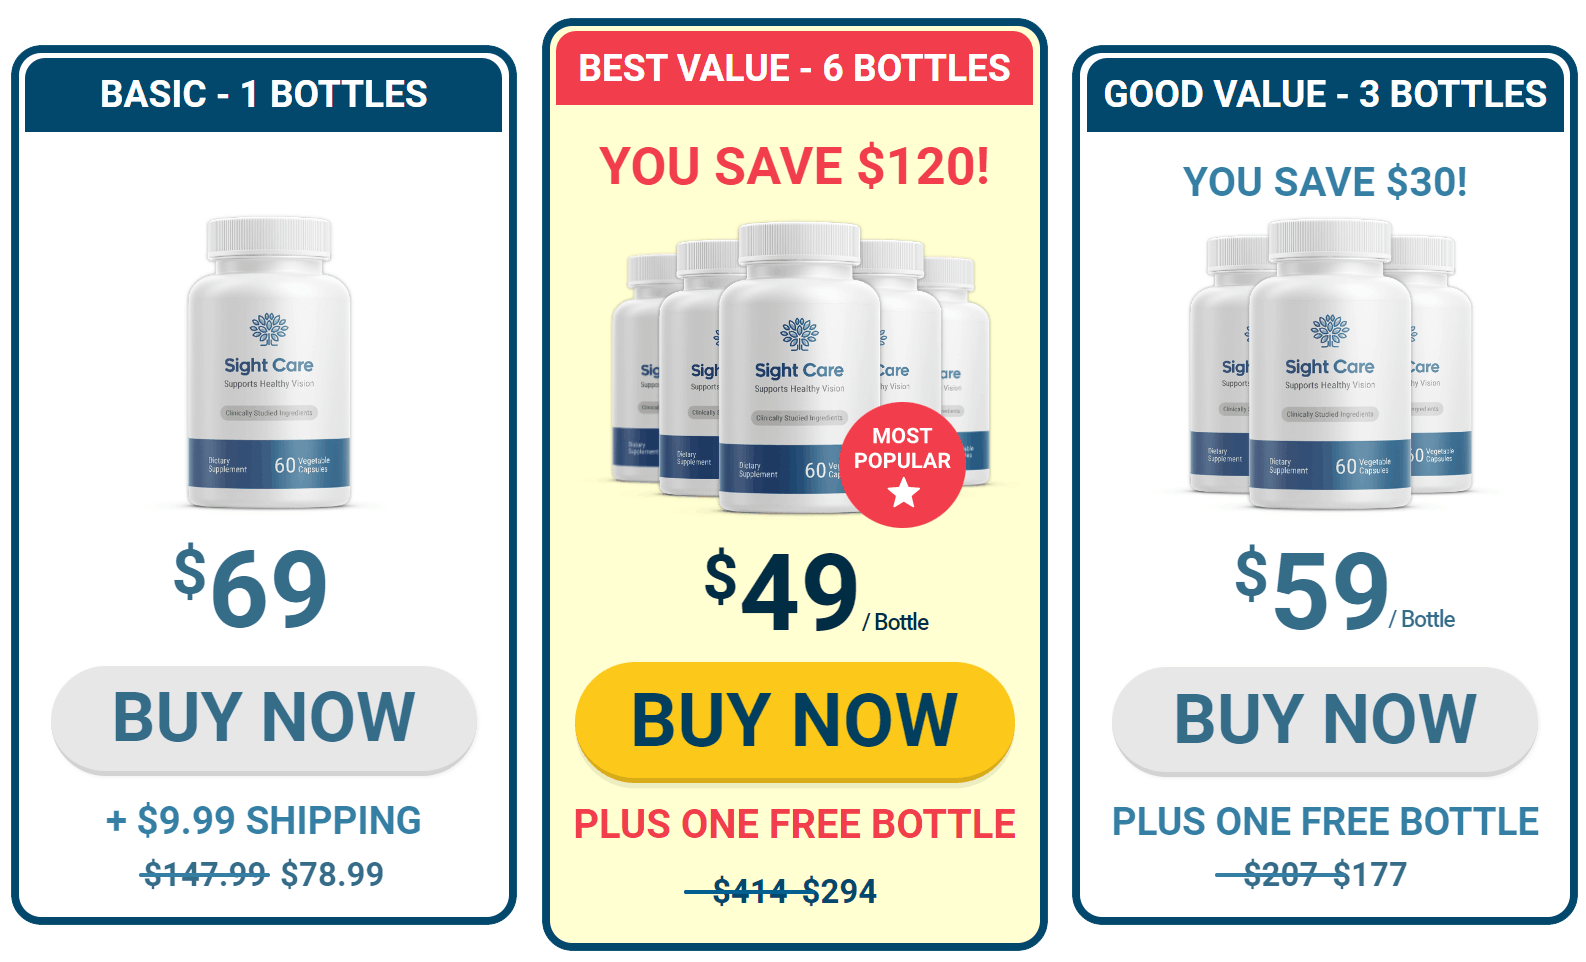 BASIC - 1 BOTTLES
Sight Care
Supports Healthy Vision
Clinically Studied Ingredients
Dietary
Supplement
60 Vegetable
Capsules
$69
BUY NOW
+ $9.99 SHIPPING
$147.99 $78.99
BEST VALUE - 6 BOTTLES
YOU SAVE $120!
Sight Care
Supports Healthy Vision
Clinically Studied Ingredients
Dietary
Supplement
60
MOST
POPULAR
$49 / Bottle
BUY NOW
PLUS ONE FREE BOTTLE
$414 $294
GOOD VALUE - 3 BOTTLES
YOU SAVE $30!
Sight Care
Supports Healthy Vision
Clinically Studied Ingredients
Dietary
Supplement
60 Vegetable
Capsules
$59 / Bottle
BUY NOW
PLUS ONE FREE BOTTLE
$207 $177